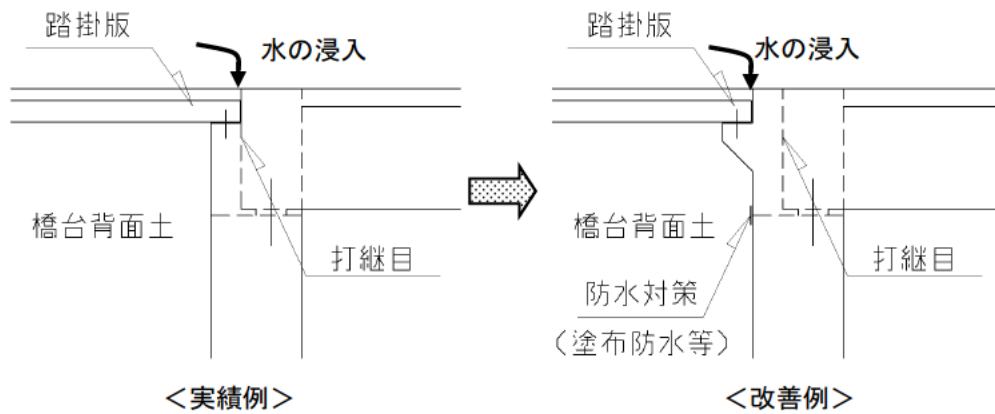 踏掛版
水の浸入
橋台背面土
打継目
＜実績例＞
踏掛版
水の浸入
橋台背面土
打継目
防水対策
（塗布防水等）
＜改善例＞